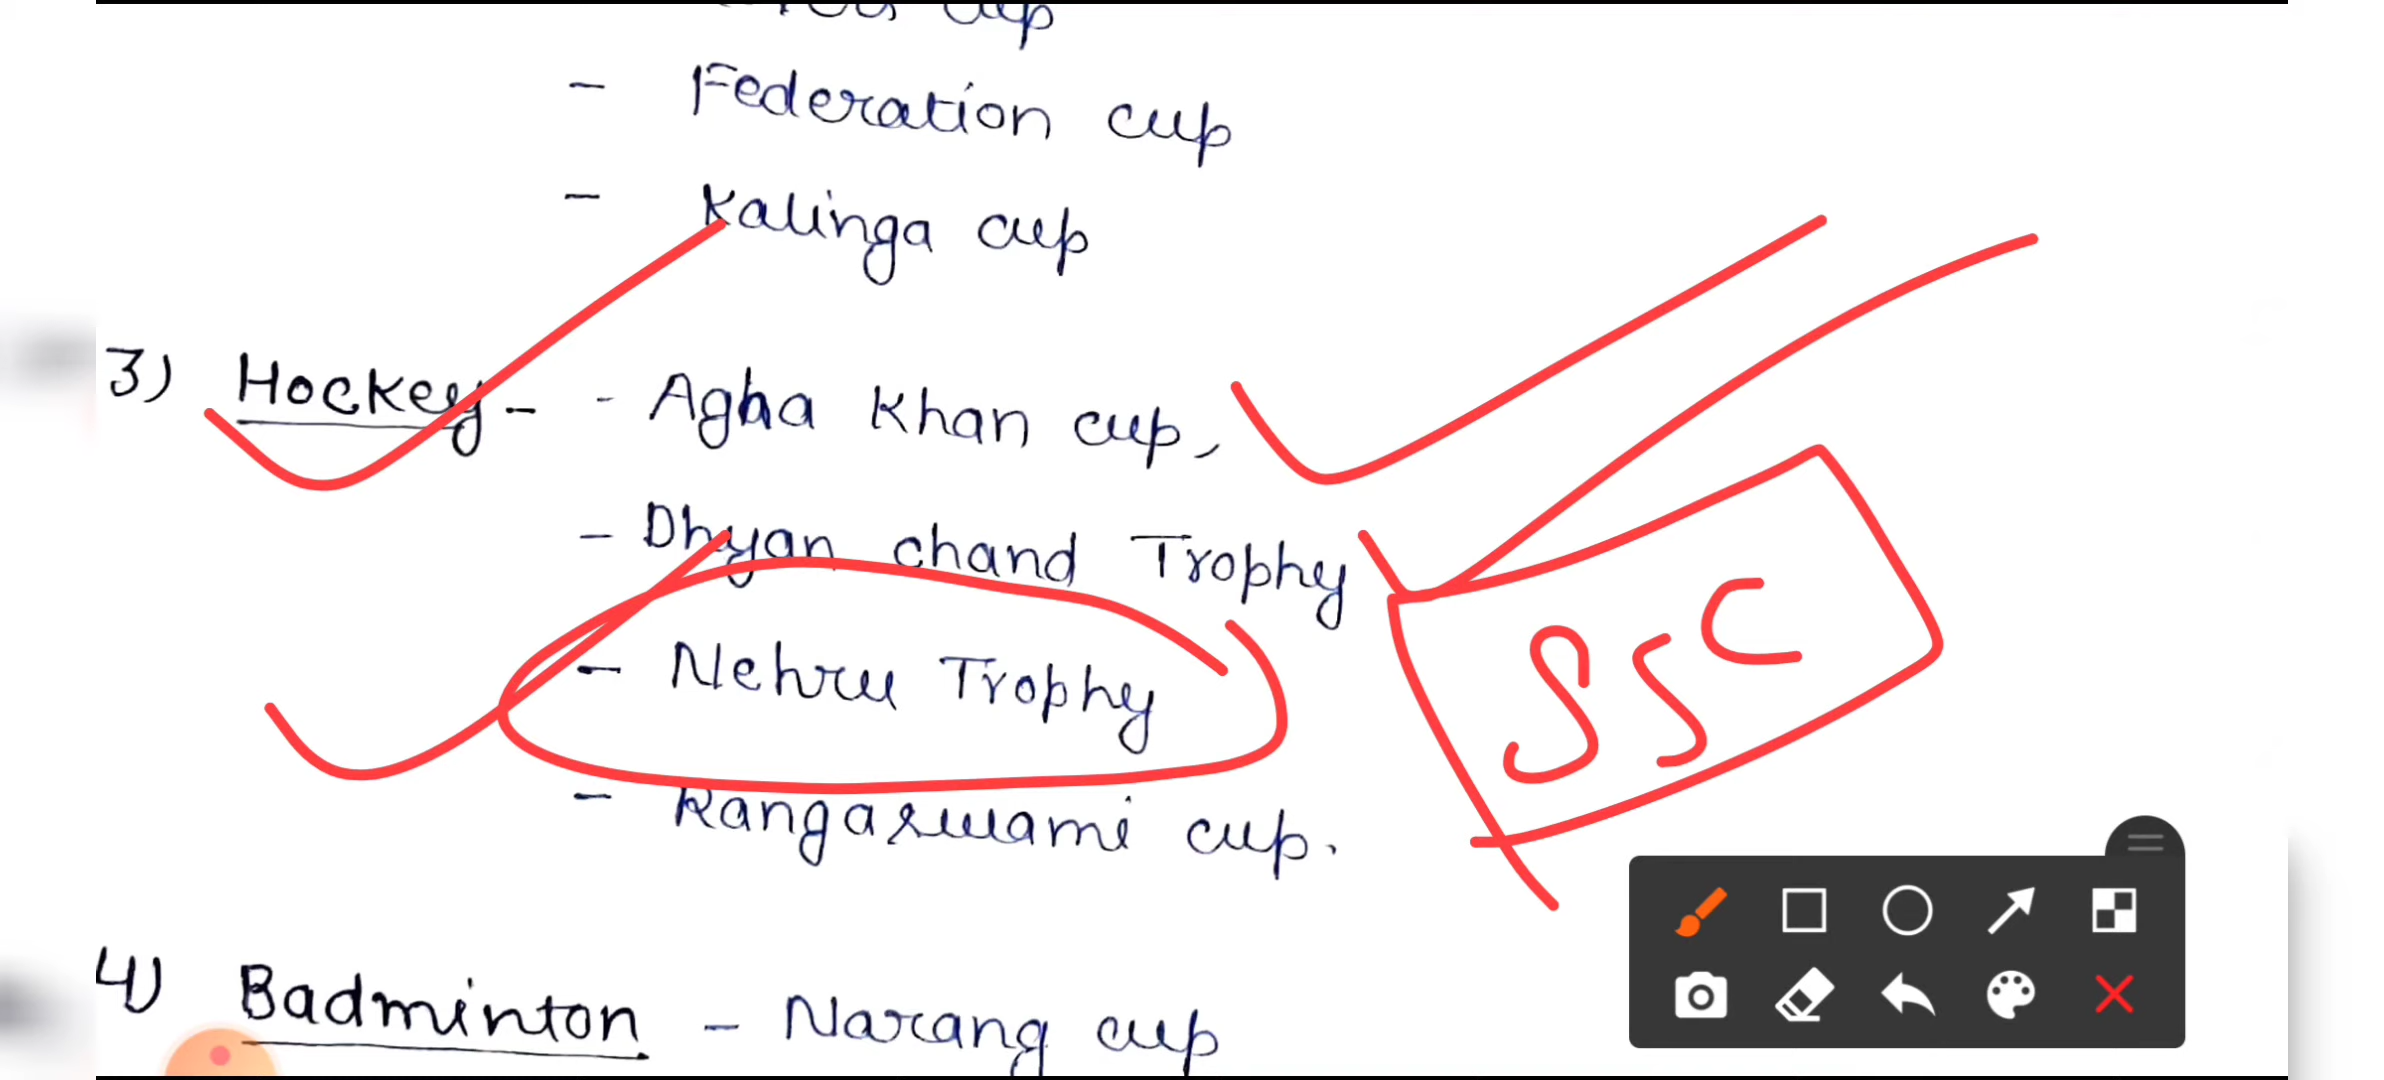 cup
- Federation cup
- Kalinga cup
3) Hockey - - Agha Khan cup,
- Dhyan chand Trophy
- Nehru Trophy
SSC
- Rangaswami cup.
4) Badminton - Narang cup